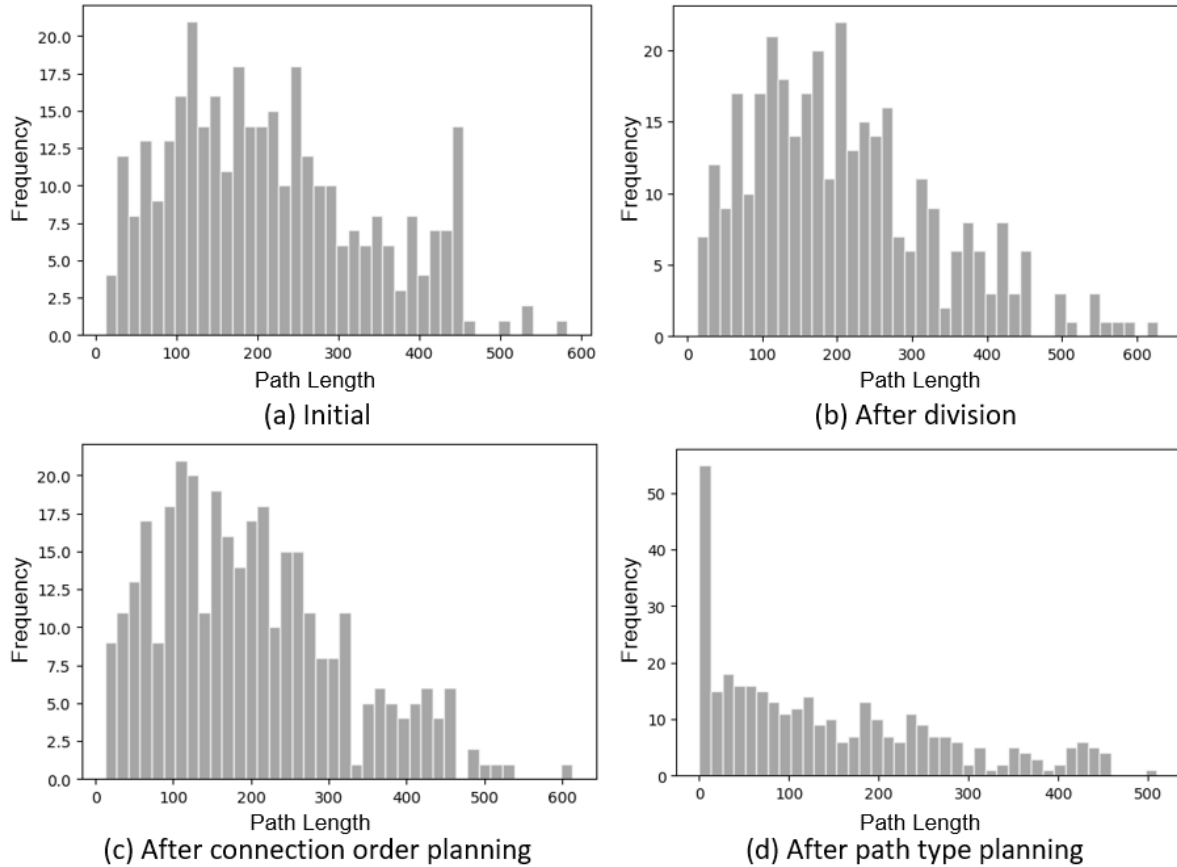 20.0
17.5
15.0
12.5
10.0
7.5
5.0
2.5
0.0
Frequency
0 100 200 300 400 500 600
Path Length
(a) Initial
20
15
10
5
0
Frequency
0 100 200 300 400 500 600
Path Length
(b) After division
20.0
17.5
15.0
12.5
10.0
7.5
5.0
2.5
0.0
Frequency
0 100 200 300 400 500 600
Path Length
(c) After connection order planning
50
40
30
20
10
0
Frequency
0 100 200 300 400 500
Path Length
(d) After path type planning